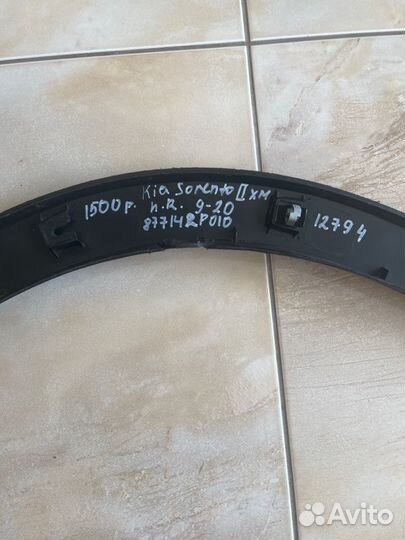 Kia Sorento II XM
1500р. п.R. 9-20
877142P010
12794
Avito